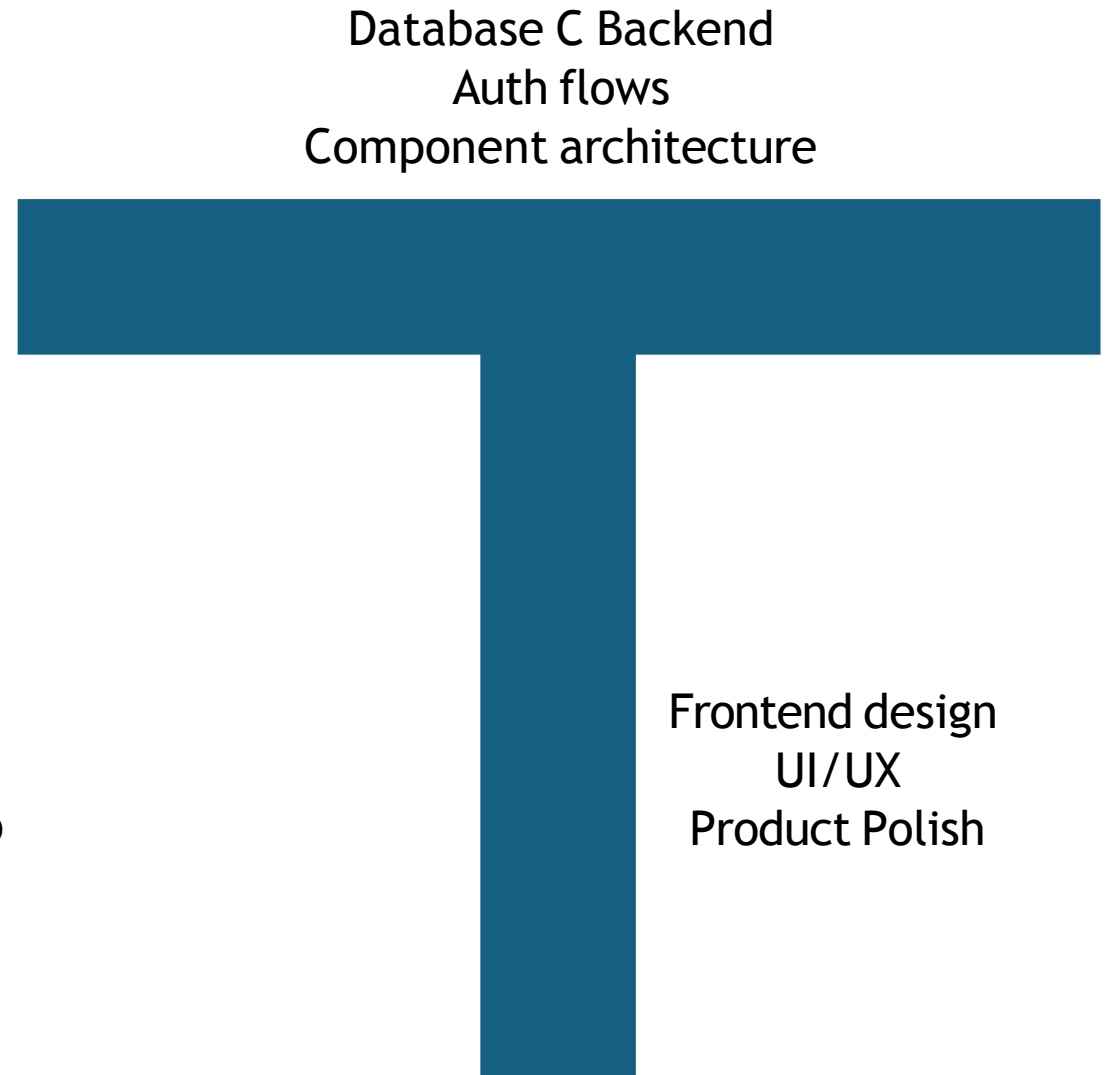 Database C Backend
Auth flows
Component architecture
Frontend design
UI/UX
Product Polish